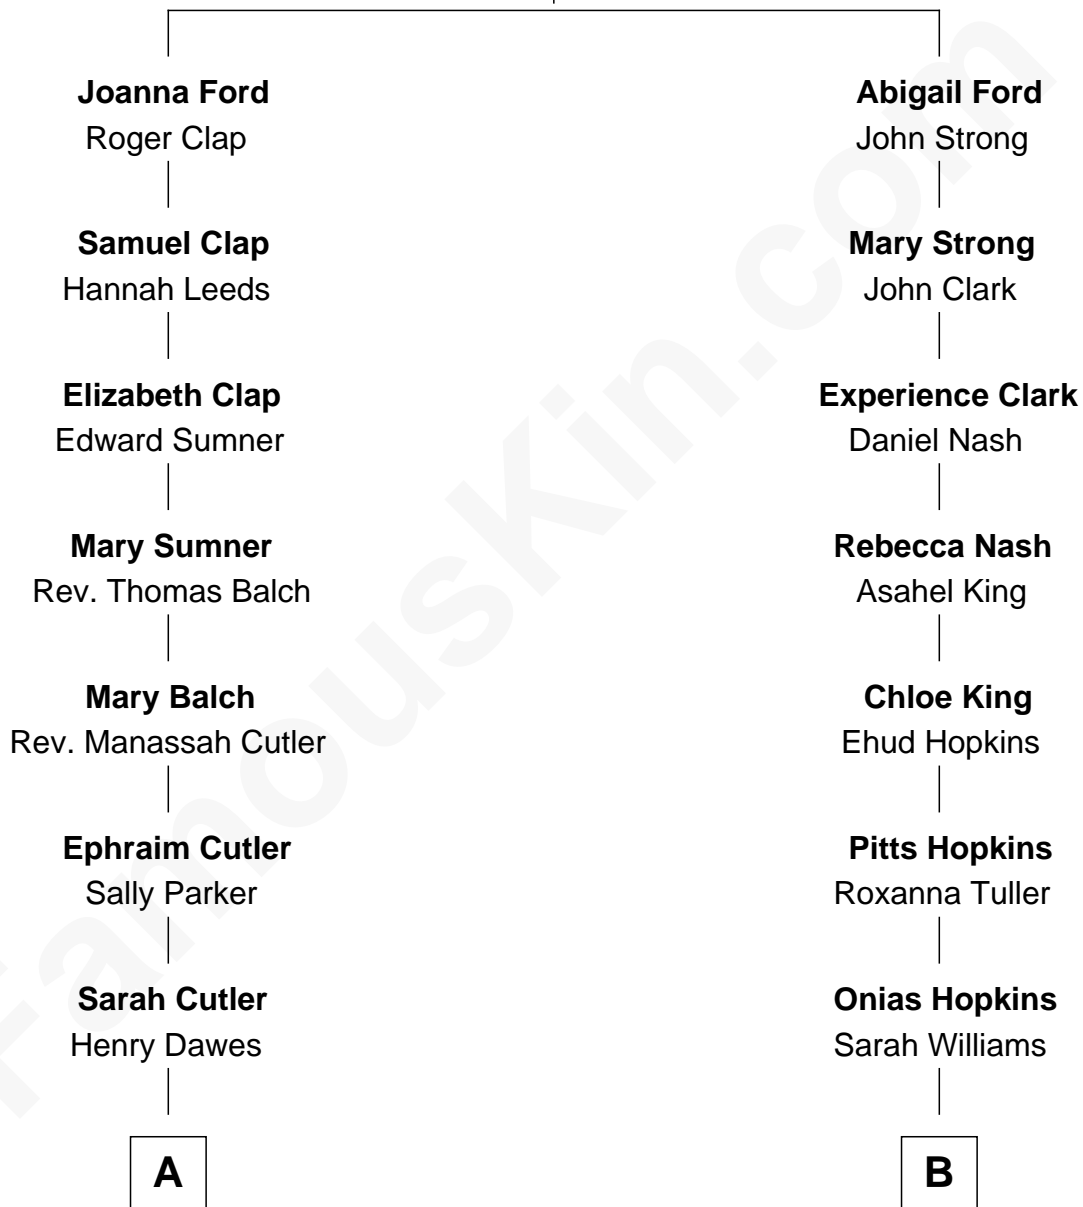 Joanna Ford
Roger Clap
Samuel Clap
Hannah Leeds
Elizabeth Clap
Edward Sumner
Mary Sumner
Rev. Thomas Balch
Mary Balch
Rev. Manassah Cutler
Ephraim Cutler
Sally Parker
Sarah Cutler
Henry Dawes
A
Abigail Ford
John Strong
Mary Strong
John Clark
Experience Clark
Daniel Nash
Rebecca Nash
Asahel King
Chloe King
Ehud Hopkins
Pitts Hopkins
Roxanna Tuller
Onias Hopkins
Sarah Williams
B
FamousKin.com